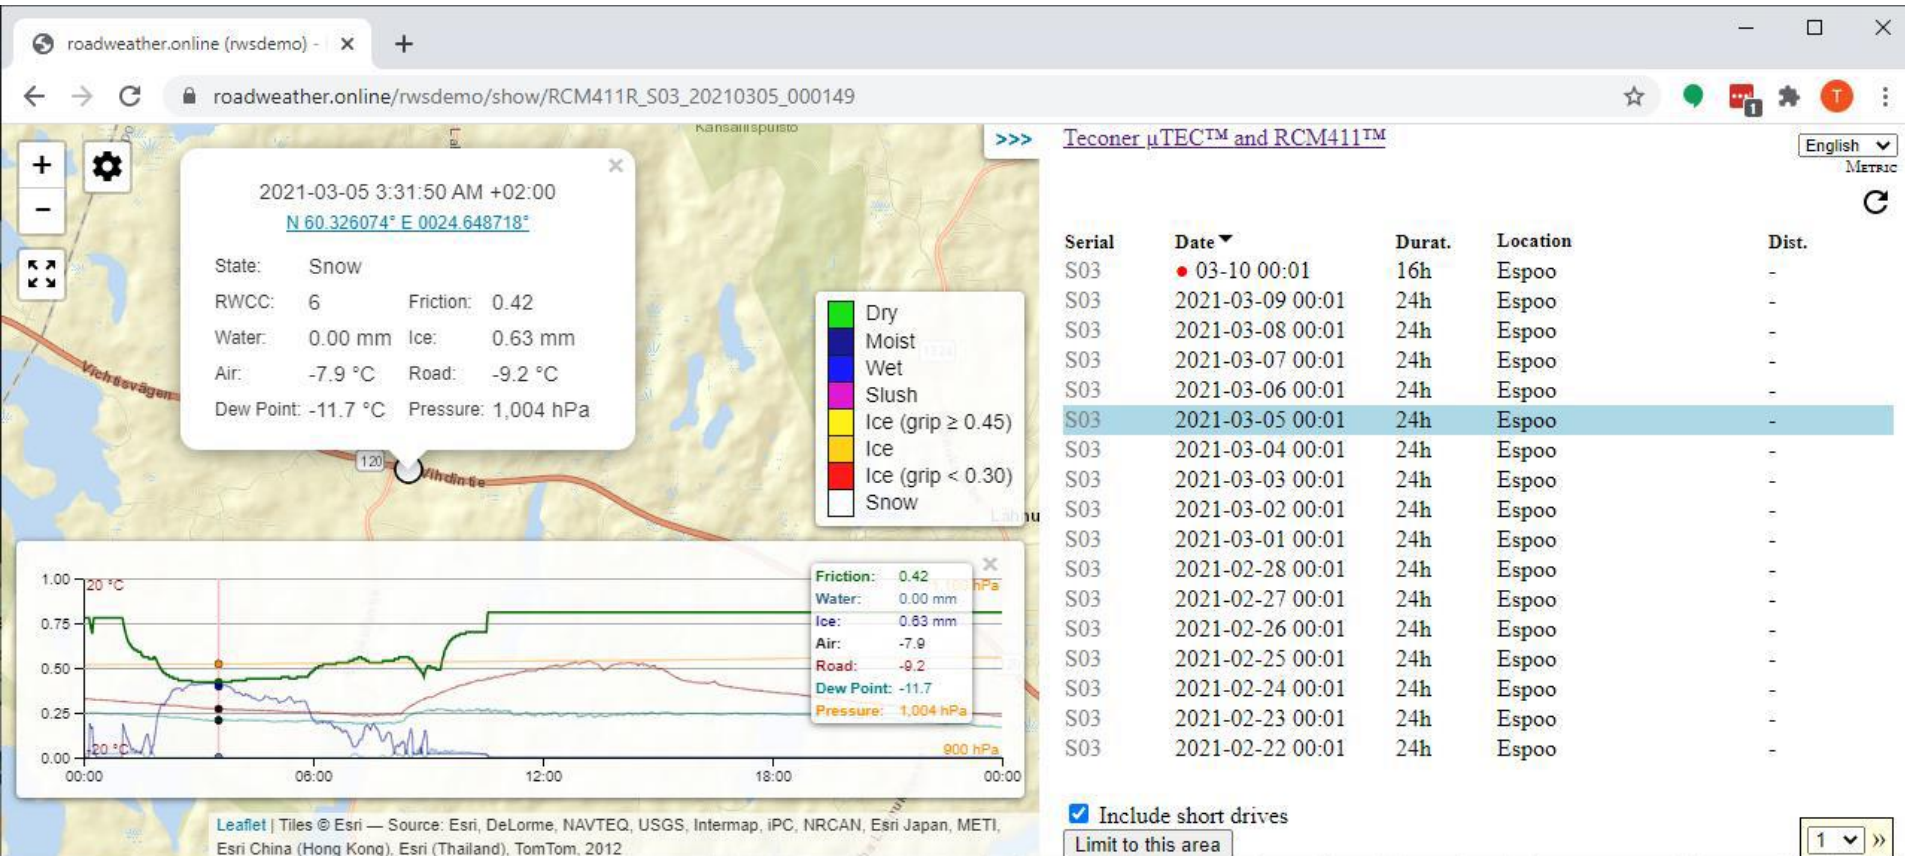 roadweather.online (rwsdemo) -
roadweather.online/rwsdemo/show/RCM411R_S03_20210305_000149
1
T
Kansallispuisto
+
−
>>>
2021-03-05 3:31:50 AM +02:00
N 60.326074° E 0024.648718°
State: Snow
RWCC: 6 Friction: 0.42
Water: 0.00 mm Ice: 0.63 mm
Air: -7.9 °C Road: -9.2 °C
Dew Point: -11.7 °C Pressure: 1,004 hPa
Vichtisvägen
120
Vihdintie
Dry
Moist
Wet
Slush
Ice (grip ≥ 0.45)
Ice
Ice (grip < 0.30)
Snow
1.00
0.75
0.50
0.25
0.00
20 °C
-20 °C
hPa
900 hPa
Friction: 0.42
Water: 0.00 mm
Ice: 0.63 mm
Air: -7.9
Road: -9.2
Dew Point: -11.7
Pressure: 1,004 hPa
00:00 06:00 12:00 18:00 00:00
Leaflet | Tiles © Esri — Source: Esri, DeLorme, NAVTEQ, USGS, Intermap, iPC, NRCAN, Esri Japan, METI,
Esri China (Hong Kong), Esri (Thailand), TomTom, 2012
Teconer µTEC™ and RCM411™
English
METRIC
Serial Date Durat. Location Dist.
S03 03-10 00:01 16h Espoo -
S03 2021-03-09 00:01 24h Espoo -
S03 2021-03-08 00:01 24h Espoo -
S03 2021-03-07 00:01 24h Espoo -
S03 2021-03-06 00:01 24h Espoo -
S03 2021-03-05 00:01 24h Espoo -
S03 2021-03-04 00:01 24h Espoo -
S03 2021-03-03 00:01 24h Espoo -
S03 2021-03-02 00:01 24h Espoo -
S03 2021-03-01 00:01 24h Espoo -
S03 2021-02-28 00:01 24h Espoo -
S03 2021-02-27 00:01 24h Espoo -
S03 2021-02-26 00:01 24h Espoo -
S03 2021-02-25 00:01 24h Espoo -
S03 2021-02-24 00:01 24h Espoo -
S03 2021-02-23 00:01 24h Espoo -
S03 2021-02-22 00:01 24h Espoo -
Include short drives
Limit to this area
1 »